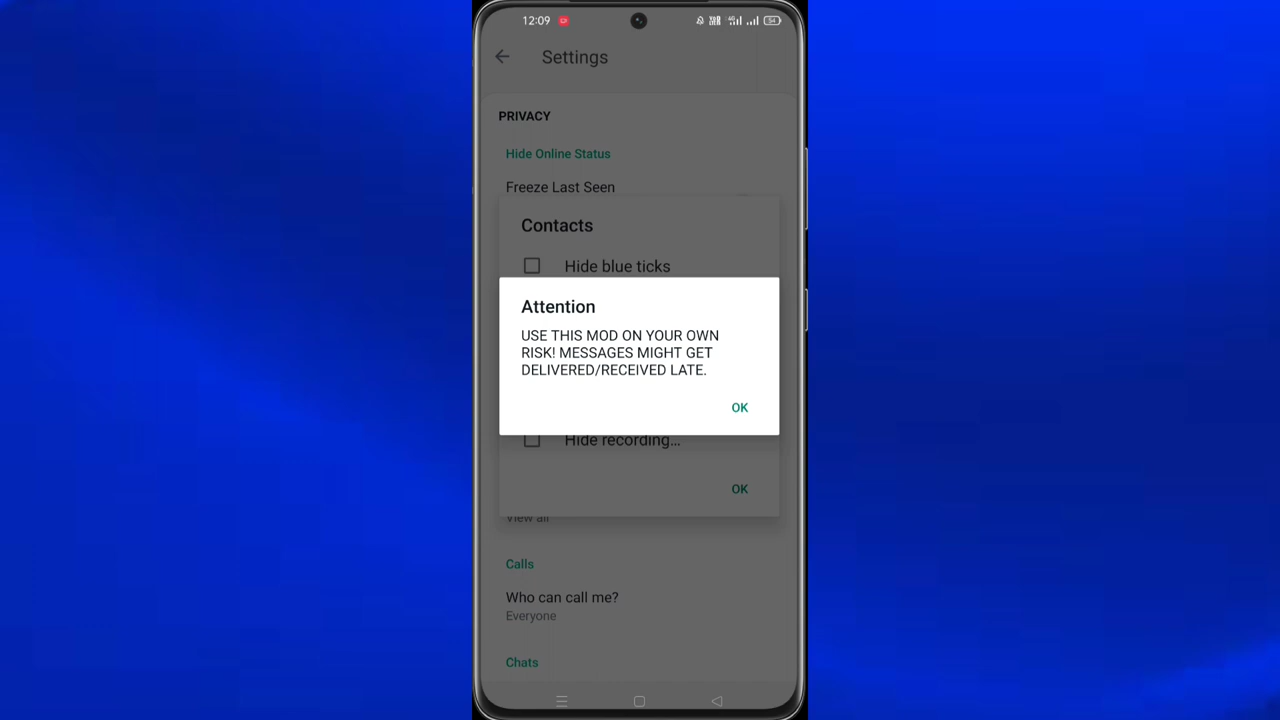 12:09
54
Settings
PRIVACY
Hide Online Status
Freeze Last Seen
Contacts
Hide blue ticks
Attention
USE THIS MOD ON YOUR OWN
RISK! MESSAGES MIGHT GET
DELIVERED/RECEIVED LATE.
OK
Hide recording...
OK
View all
Calls
Who can call me?
Everyone
Chats